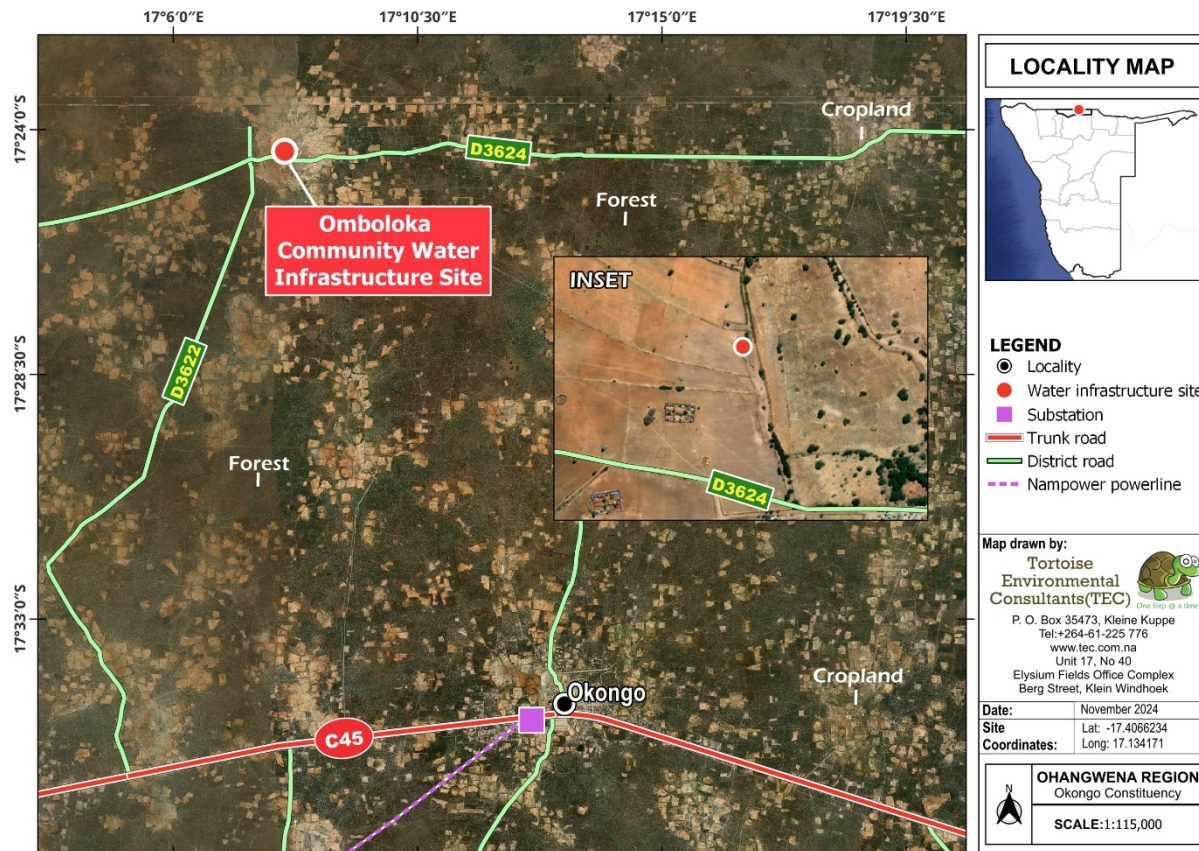 17°6'0"E
17°10'30"E
17°15'0"E
17°19'30"E
17°24'0"S
17°28'30"S
17°33'0"S
Cropland
D3624
Forest
Omboloka
Community Water
Infrastructure Site
INSET
D3624
D3622
Forest
Cropland
Okongo
C45
LOCALITY MAP
LEGEND
Locality
Water infrastructure site
Substation
Trunk road
District road
Nampower powerline
Map drawn by:
Tortoise
Environmental
Consultants(TEC)
One Step @ a time
P. O. Box 35473, Kleine Kuppe
Tel:+264-61-225 776
www.tec.com.na
Unit 17, No 40
Elysium Fields Office Complex
Berg Street, Klein Windhoek
Date: November 2024
Site Lat: -17.4066234
Coordinates: Long: 17.134171
N
OHANGWENA REGION
Okongo Constituency
SCALE:1:115,000